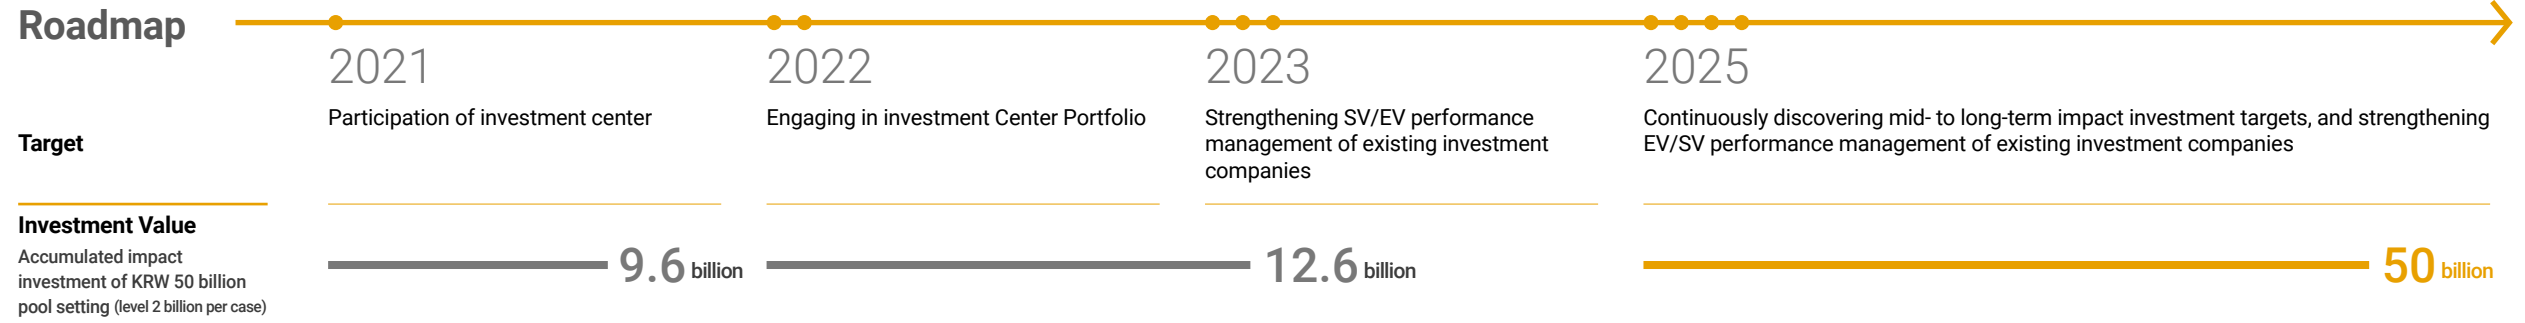 Roadmap
2021
2022
2023
2025
Target
Participation of investment center
Engaging in investment Center Portfolio
Strengthening SV/EV performance
management of existing investment
companies
Continuously discovering mid- to long-term impact investment targets, and strengthening
EV/SV performance management of existing investment companies
Investment Value
Accumulated impact
investment of KRW 50 billion
pool setting (level 2 billion per case)
9.6 billion
12.6 billion
50 billion